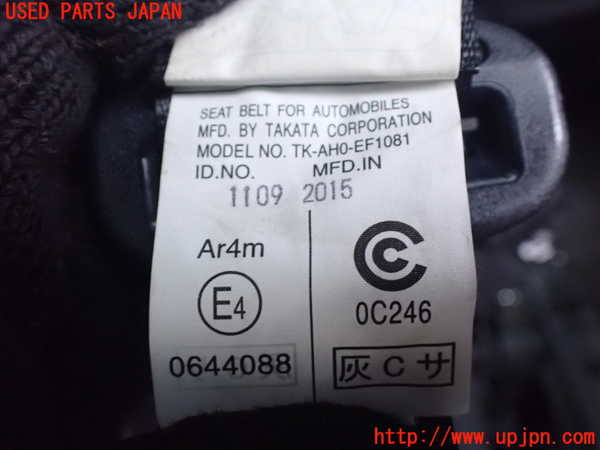 USED PARTS JAPAN
SEAT BELT FOR AUTOMOBILES
MFD. BY TAKATA CORPORATION
MODEL NO. TK-AH0-EF1081
ID.NO. MFD.IN
1109 2015
Ar4m
E4
0644088
C
0C246
灰Cサ
http://www.upjpn.com/